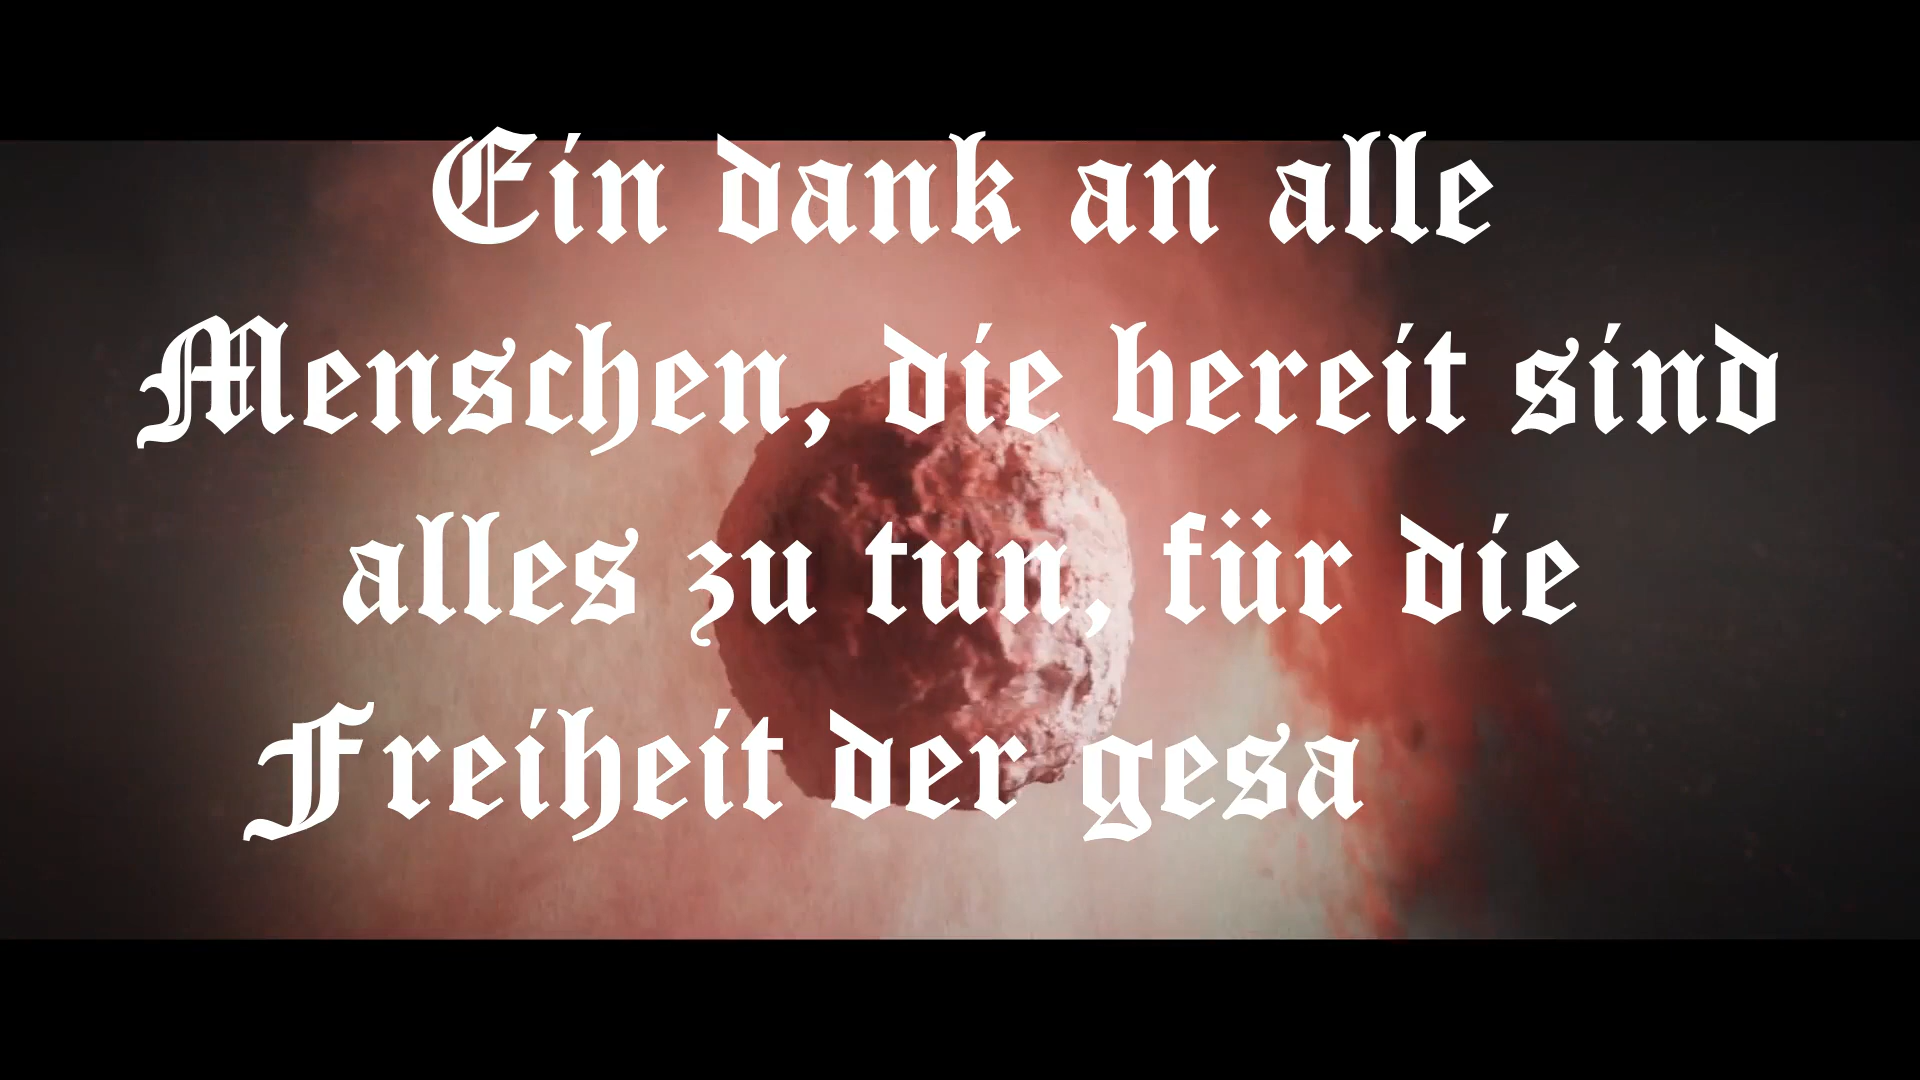 Ein dank an alle
Menschen, die bereit sind
alles zu tun, für die
Freiheit der gesa